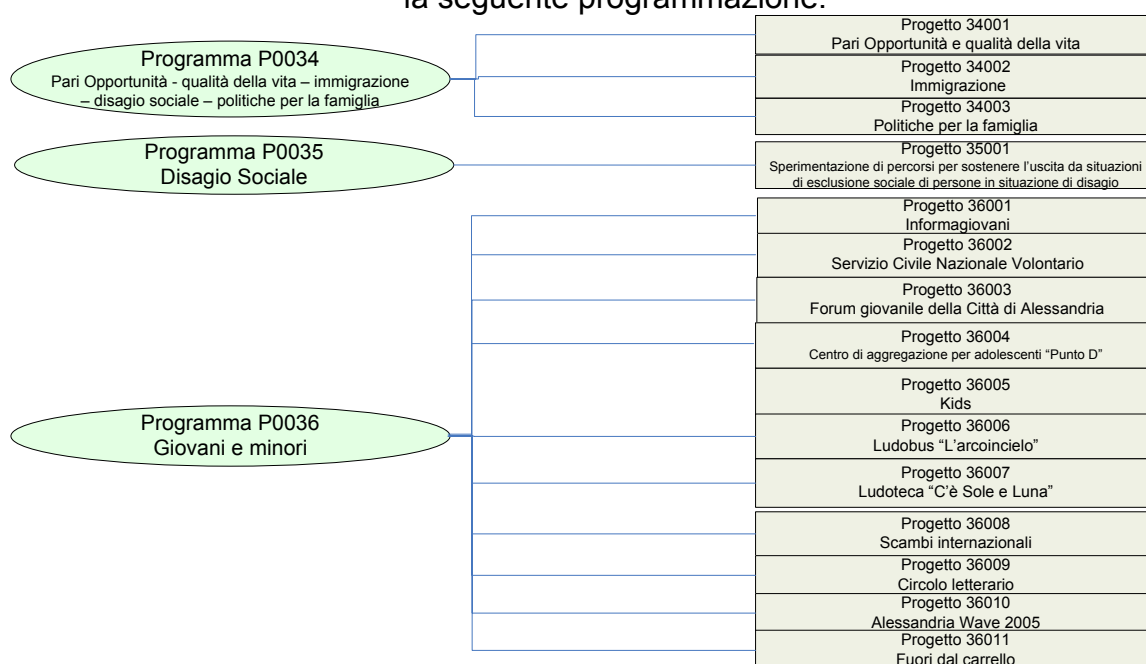 la seguente programmazione:
Programma P0034
Pari Opportunità - qualità della vita – immigrazione
– disagio sociale – politiche per la famiglia
Progetto 34001
Pari Opportunità e qualità della vita
Progetto 34002
Immigrazione
Progetto 34003
Politiche per la famiglia
Programma P0035
Disagio Sociale
Progetto 35001
Sperimentazione di percorsi per sostenere l'uscita da situazioni
di esclusione sociale di persone in situazione di disagio
Programma P0036
Giovani e minori
Progetto 36001
Informagiovani
Progetto 36002
Servizio Civile Nazionale Volontario
Progetto 36003
Forum giovanile della Città di Alessandria
Progetto 36004
Centro di aggregazione per adolescenti “Punto D”
Progetto 36005
Kids
Progetto 36006
Ludobus “L’arcoincielo”
Progetto 36007
Ludoteca “C’è Sole e Luna”
Progetto 36008
Scambi internazionali
Progetto 36009
Circolo letterario
Progetto 36010
Alessandria Wave 2005
Progetto 36011
Fuori dal carrello